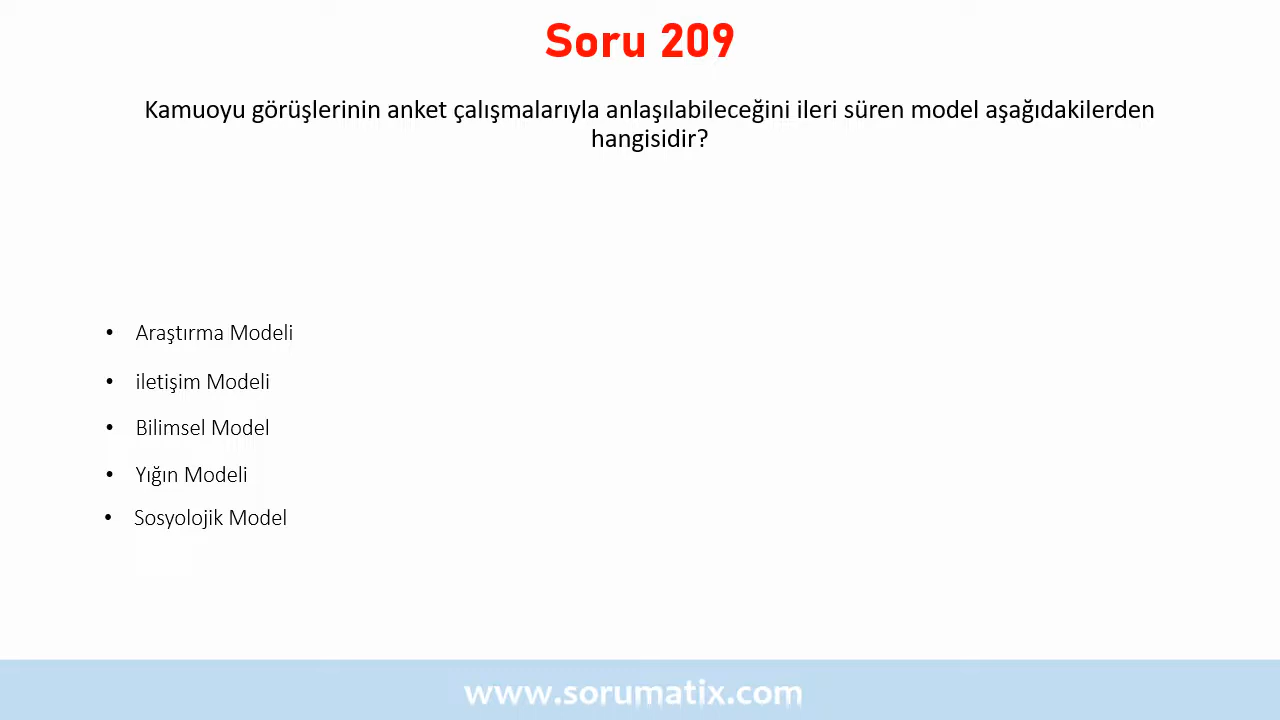 Soru 209
Kamuoyu görüşlerinin anket çalışmalarıyla anlaşılabileceğini ileri süren model aşağıdakilerden
hangisidir?
• Araştırma Modeli
• iletişim Modeli
• Bilimsel Model
• Yığın Modeli
• Sosyolojik Model
www.sorumatix.com